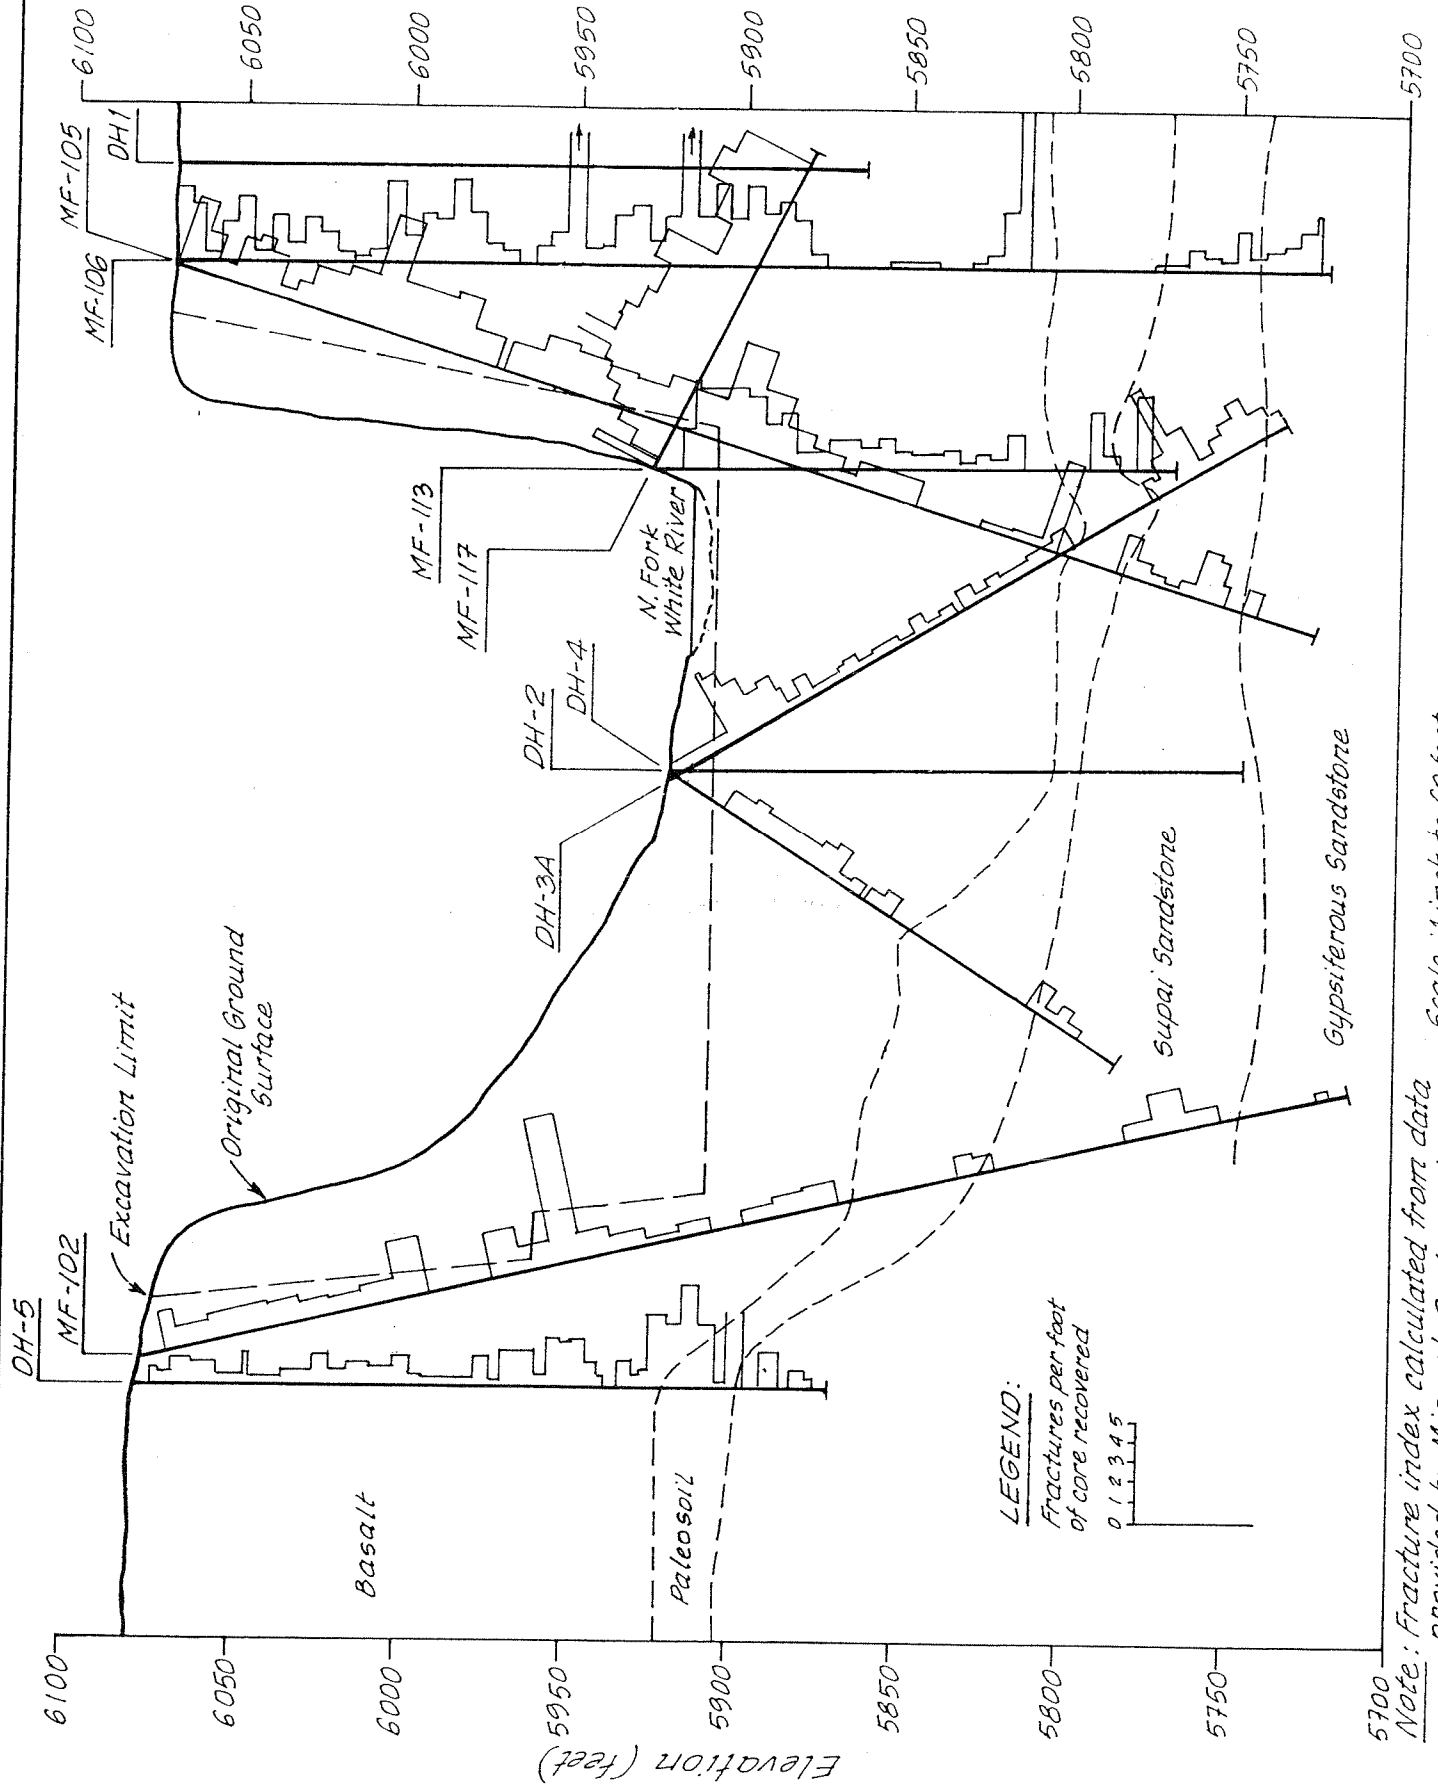 DH-5
MF-102
Excavation Limit
Original Ground
Surface
DH-3A
DH-2
DH-4
N. Fork
White River
MF-117
MF-113
MF-106
MF-105
DH1
6100
6050
6000
5950
5900
5850
5800
5750
5700
Elevation (feet)
6100
6050
6000
5950
5900
5850
5800
5750
5700
Basalt
Paleosoil
Supai Sandstone
Gypsiferous Sandstone
LEGEND:
Fractures per foot
of core recovered
0 1 2 3 4 5
Note: Fracture index calculated from data
provided by